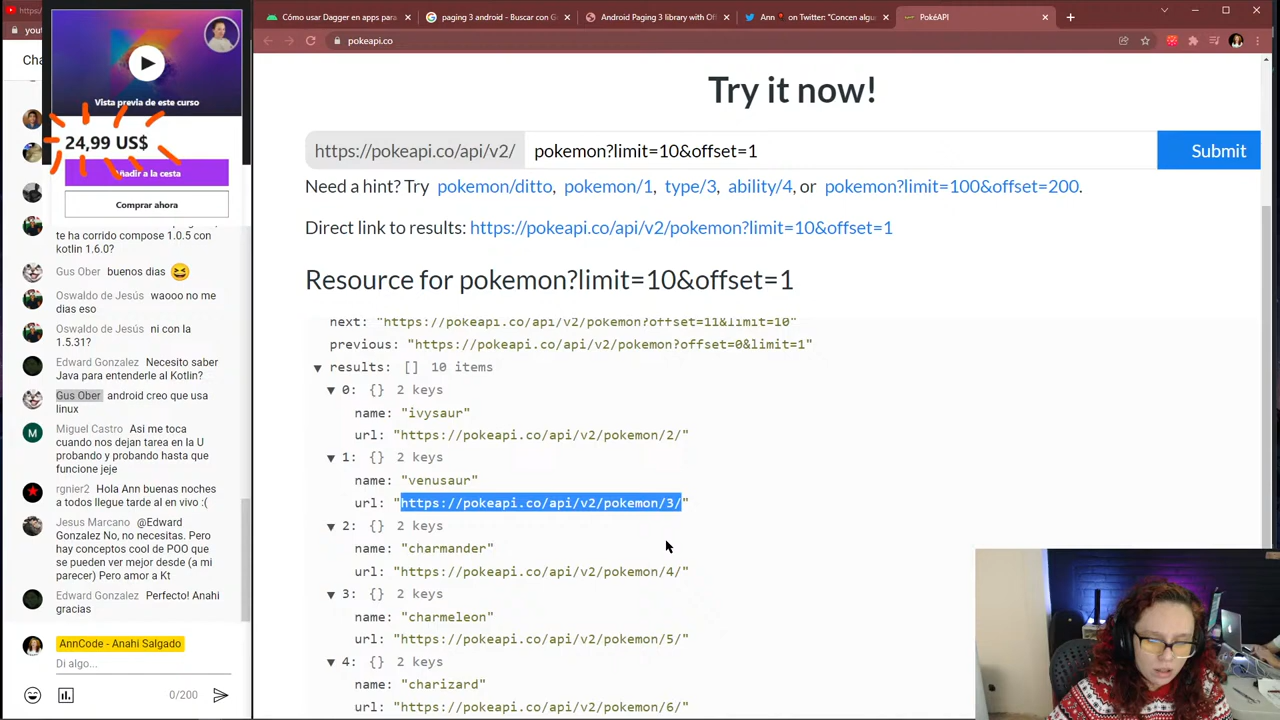 https://
you
Cha
Vista previa de este curso
24,99 US$
Añadir a la cesta
Comprar ahora
te ha corrido compose 1.0.5 con
kotlin 1.6.0?
Gus Ober buenos dias
Oswaldo de Jesús waooo no me
dias eso
Oswaldo de Jesús ni con la
1.5.31?
Edward Gonzalez Necesito saber
Java para entenderle al Kotlin?
Gus Ober android creo que usa
linux
Miguel Castro Asi me toca
cuando nos dejan tarea en la U
probando y probando hasta que
funcione jeje
rgnier2 Hola Ann buenas noches
a todos llegue tarde al en vivo :(
Jesus Marcano @Edward
Gonzalez No, no necesitas. Pero
hay conceptos cool de POO que
se pueden ver mejor desde (a mi
parecer) Pero amor a Kt
Edward Gonzalez Perfecto! Anahi
gracias
AnnCode - Anahi Salgado
Di algo...
0/200
Cómo usar Dagger en apps para
paging 3 android - Buscar con G
Android Paging 3 library with Off
Ann on Twitter: "Concen algu
PokéAPI
pokeapi.co
Try it now!
https://pokeapi.co/api/v2/ pokemon?limit=10&offset=1 Submit
Need a hint? Try pokemon/ditto, pokemon/1, type/3, ability/4, or pokemon?limit=100&offset=200.
Direct link to results: https://pokeapi.co/api/v2/pokemon?limit=10&offset=1
Resource for pokemon?limit=10&offset=1
next: "https://pokeapi.co/api/v2/pokemon?offset=11&limit=10"
previous: "https://pokeapi.co/api/v2/pokemon?offset=0&limit=1"
results: [] 10 items
0: {} 2 keys
name: "ivysaur"
url: "https://pokeapi.co/api/v2/pokemon/2/"
1: {} 2 keys
name: "venusaur"
url: "https://pokeapi.co/api/v2/pokemon/3/"
2: {} 2 keys
name: "charmander"
url: "https://pokeapi.co/api/v2/pokemon/4/"
3: {} 2 keys
name: "charmeleon"
url: "https://pokeapi.co/api/v2/pokemon/5/"
4: {} 2 keys
name: "charizard"
url: "https://pokeapi.co/api/v2/pokemon/6/"